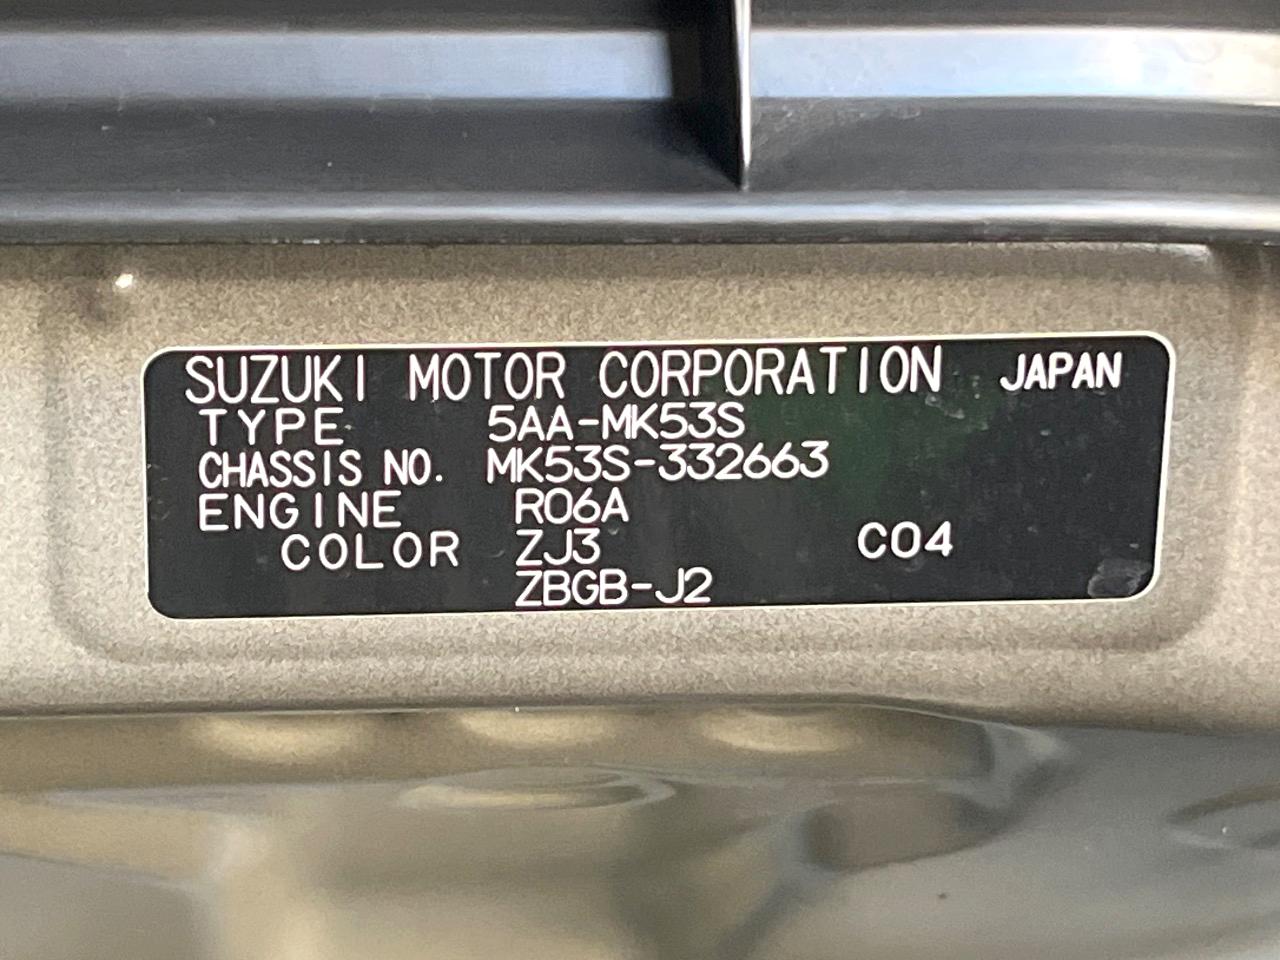 SUZUKI MOTOR CORPORATION JAPAN
TYPE 5AA-MK53S
CHASSIS NO. MK53S-332663
ENGINE R06A
COLOR ZJ3 C04
ZBGB-J2